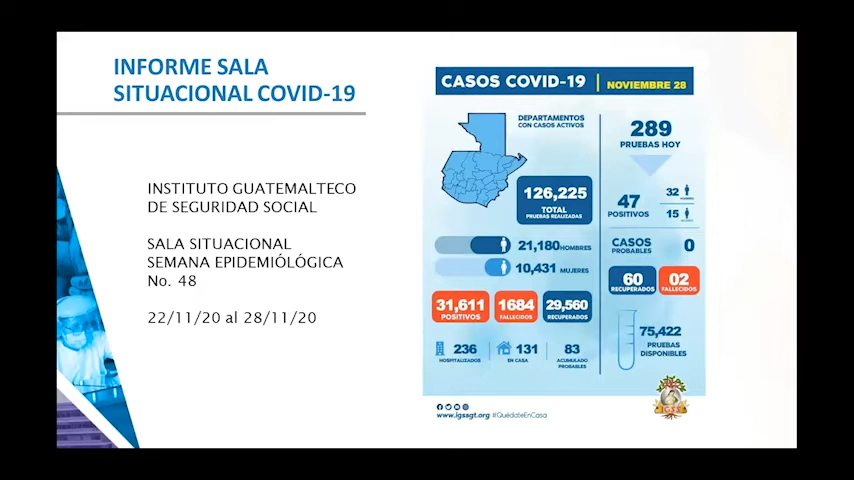 INFORME SALA
SITUACIONAL COVID-19
INSTITUTO GUATEMALTECO
DE SEGURIDAD SOCIAL
SALA SITUACIONAL
SEMANA EPIDEMIÓLÓGICA
No. 48
22/11/20 al 28/11/20
CASOS COVID-19 | NOVIEMBRE 28
DEPARTAMENTOS
CON CASOS ACTIVOS
126,225
TOTAL
PRUEBAS REALIZADAS
21,180 HOMBRES
10,431 MUJERES
31,611
POSITIVOS
1684
FALLECIDOS
29,560
RECUPERADOS
236
HOSPITALIZADOS
131
EN CASA
83
ACUMULADO
PROBABLES
289
PRUEBAS HOY
47
POSITIVOS
32
15
CASOS
PROBABLES
0
60
RECUPERADOS
02
FALLECIDOS
75,422
PRUEBAS
DISPONIBLES
IGSS
www.igssgt.org #QuédateEnCasa